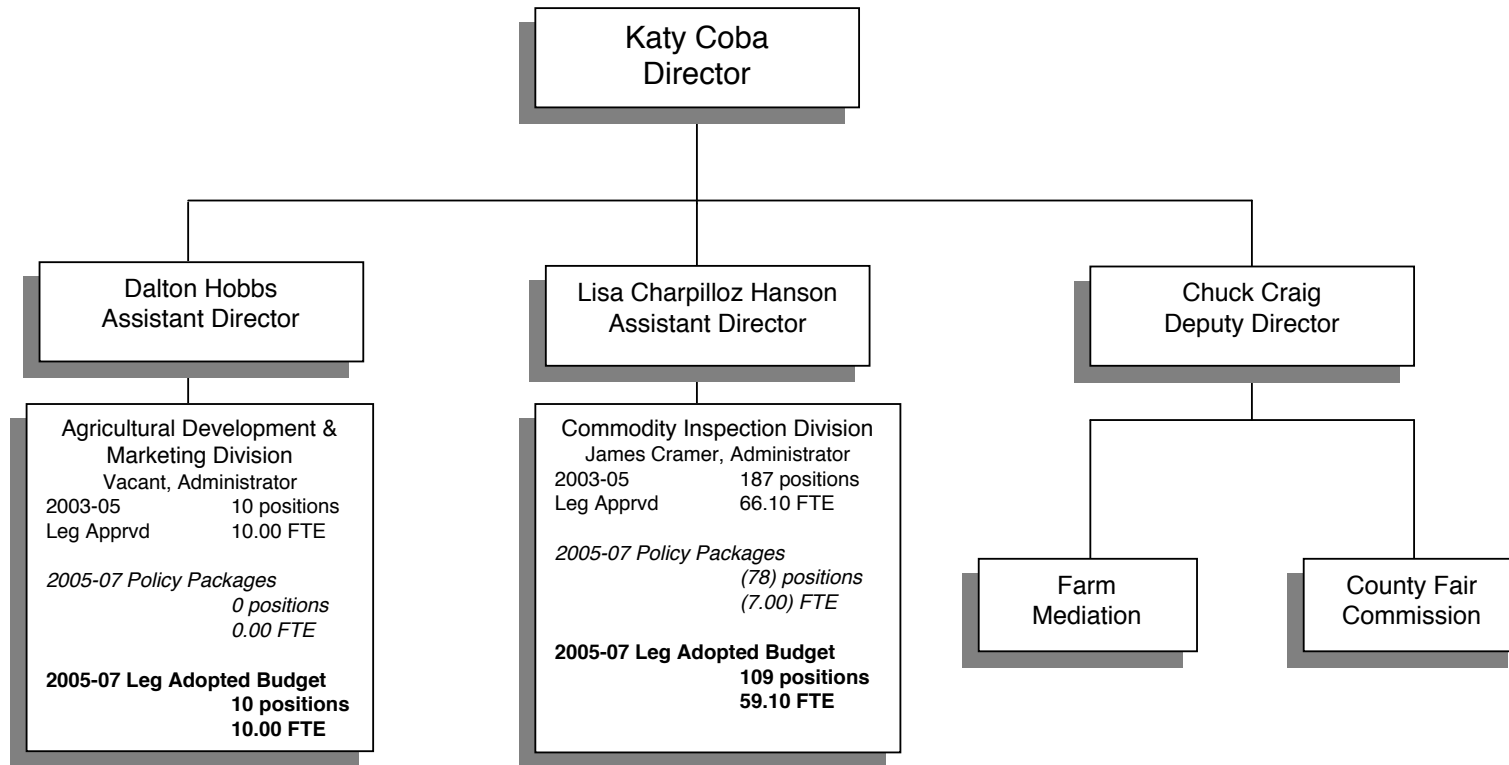 Katy Coba
Director
Dalton Hobbs
Assistant Director
Lisa Charpilloz Hanson
Assistant Director
Chuck Craig
Deputy Director
Agricultural Development &
Marketing Division
Vacant, Administrator
2003-05 10 positions
Leg Apprvd 10.00 FTE
2005-07 Policy Packages
0 positions
0.00 FTE
2005-07 Leg Adopted Budget
10 positions
10.00 FTE
Commodity Inspection Division
James Cramer, Administrator
2003-05 187 positions
Leg Apprvd 66.10 FTE
2005-07 Policy Packages
(78) positions
(7.00) FTE
2005-07 Leg Adopted Budget
109 positions
59.10 FTE
Farm
Mediation
County Fair
Commission